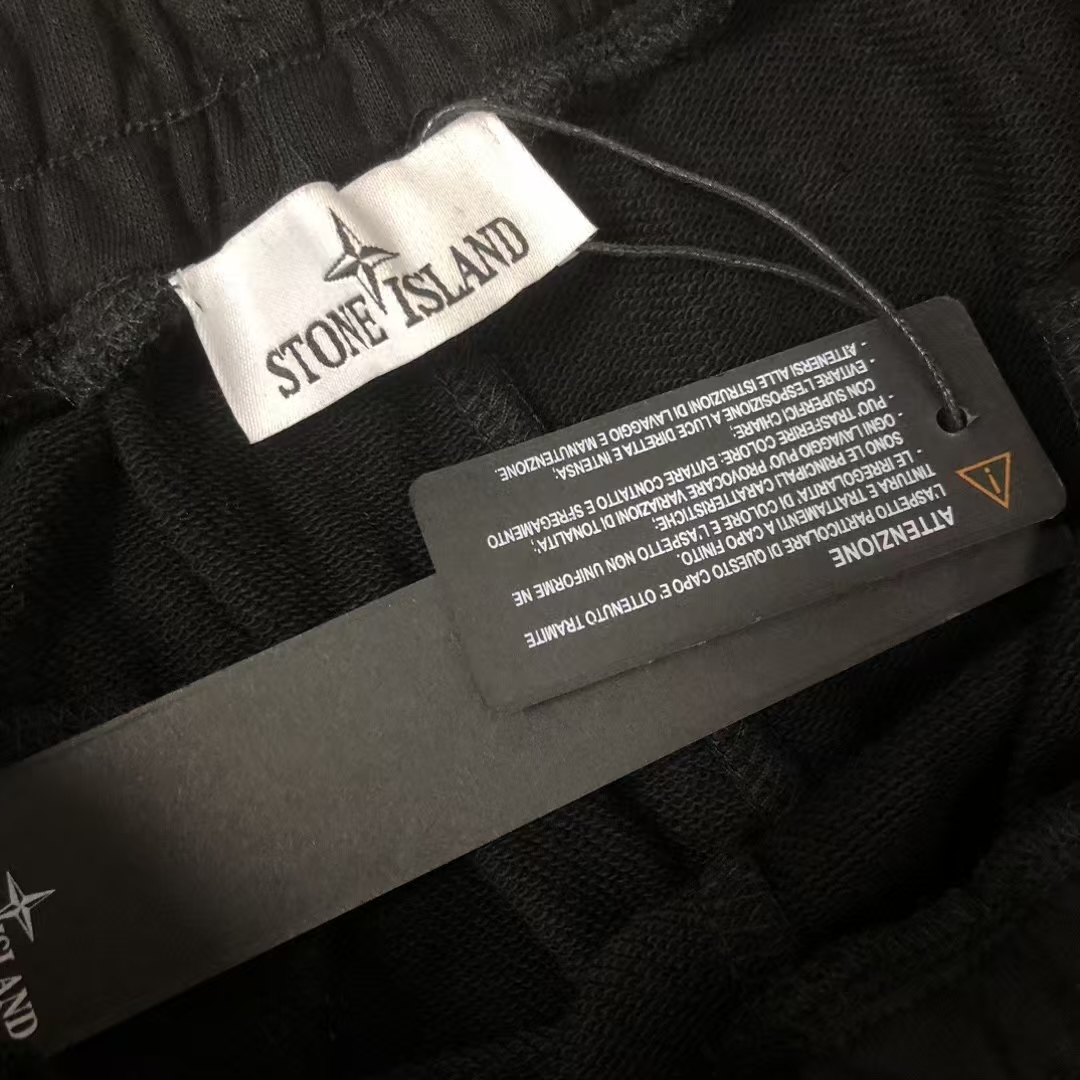 STONE ISLAND
ATTENZIONE
L'ASPETTO PARTICOLARE DI QUESTO CAPO E' OTTENUTO TRAMITE
TINTURA E TRATTAMENTI A CAPO FINITO.
- LE IRREGOLARITA' DI COLORE E L'ASPETTO NON UNIFORME NE
SONO LE PRINCIPALI CARATTERISTICHE;
- OGNI LAVAGGIO PUO' PROVOCARE VARIAZIONI DI TONALITA';
- PUO' TRASFERIRE COLORE: EVITARE CONTATTO E SFREGAMENTO
CON SUPERFICI CHIARE;
- EVITARE L'ESPOSIZIONE A LUCE DIRETTA E INTENSA;
- ATTENERSI ALLE ISTRUZIONI DI LAVAGGIO E MANUTENZIONE.
i
ISLAND